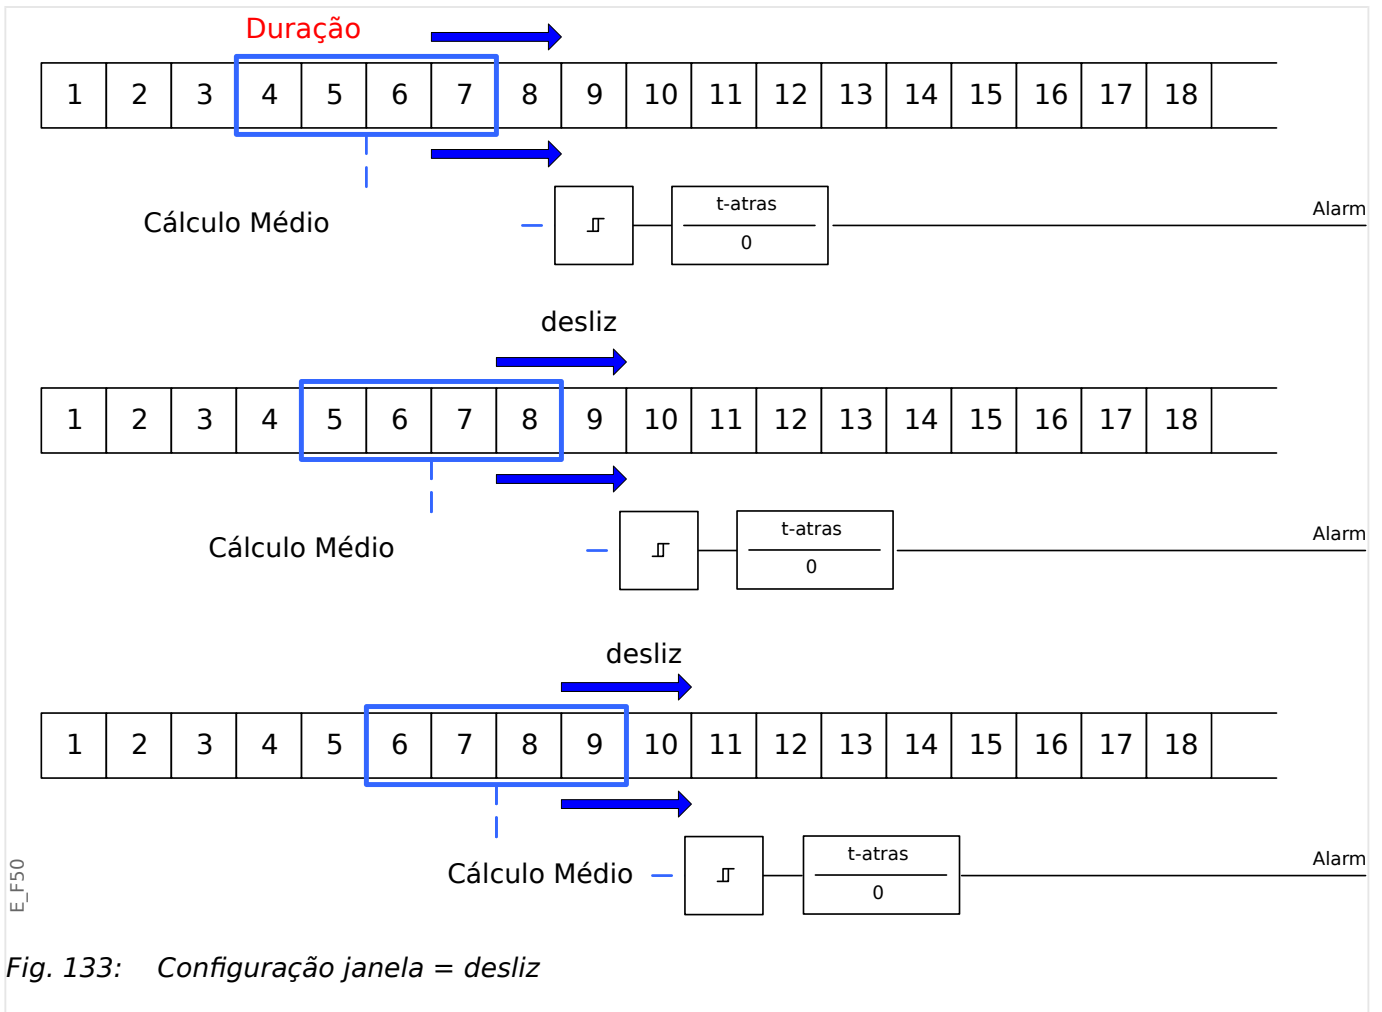 Duração
1 2 3 4 5 6 7 8 9 10 11 12 13 14 15 16 17 18
t-atras
Alarm
Cálculo Médio
0
desliz
1 2 3 4 5 6 7 8 9 10 11 12 13 14 15 16 17 18
t-atras
Alarm
Cálculo Médio
0
desliz
1 2 3 4 5 6 7 8 9 10 11 12 13 14 15 16 17 18
t-atras
Alarm
Cálculo Médio
0
E_F50
Fig. 133: Configuração janela = desliz